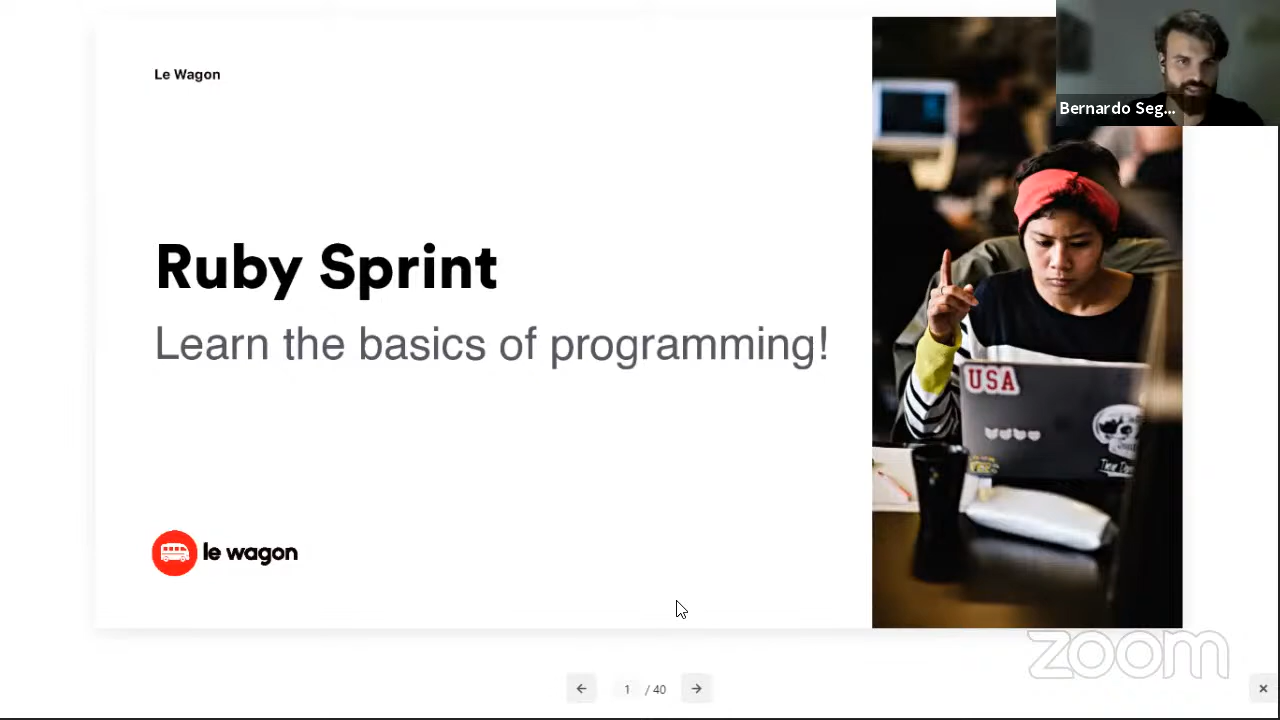 Le Wagon
Bernardo Seg...
Ruby Sprint
Learn the basics of programming!
USA
le wagon
zoom
1 / 40